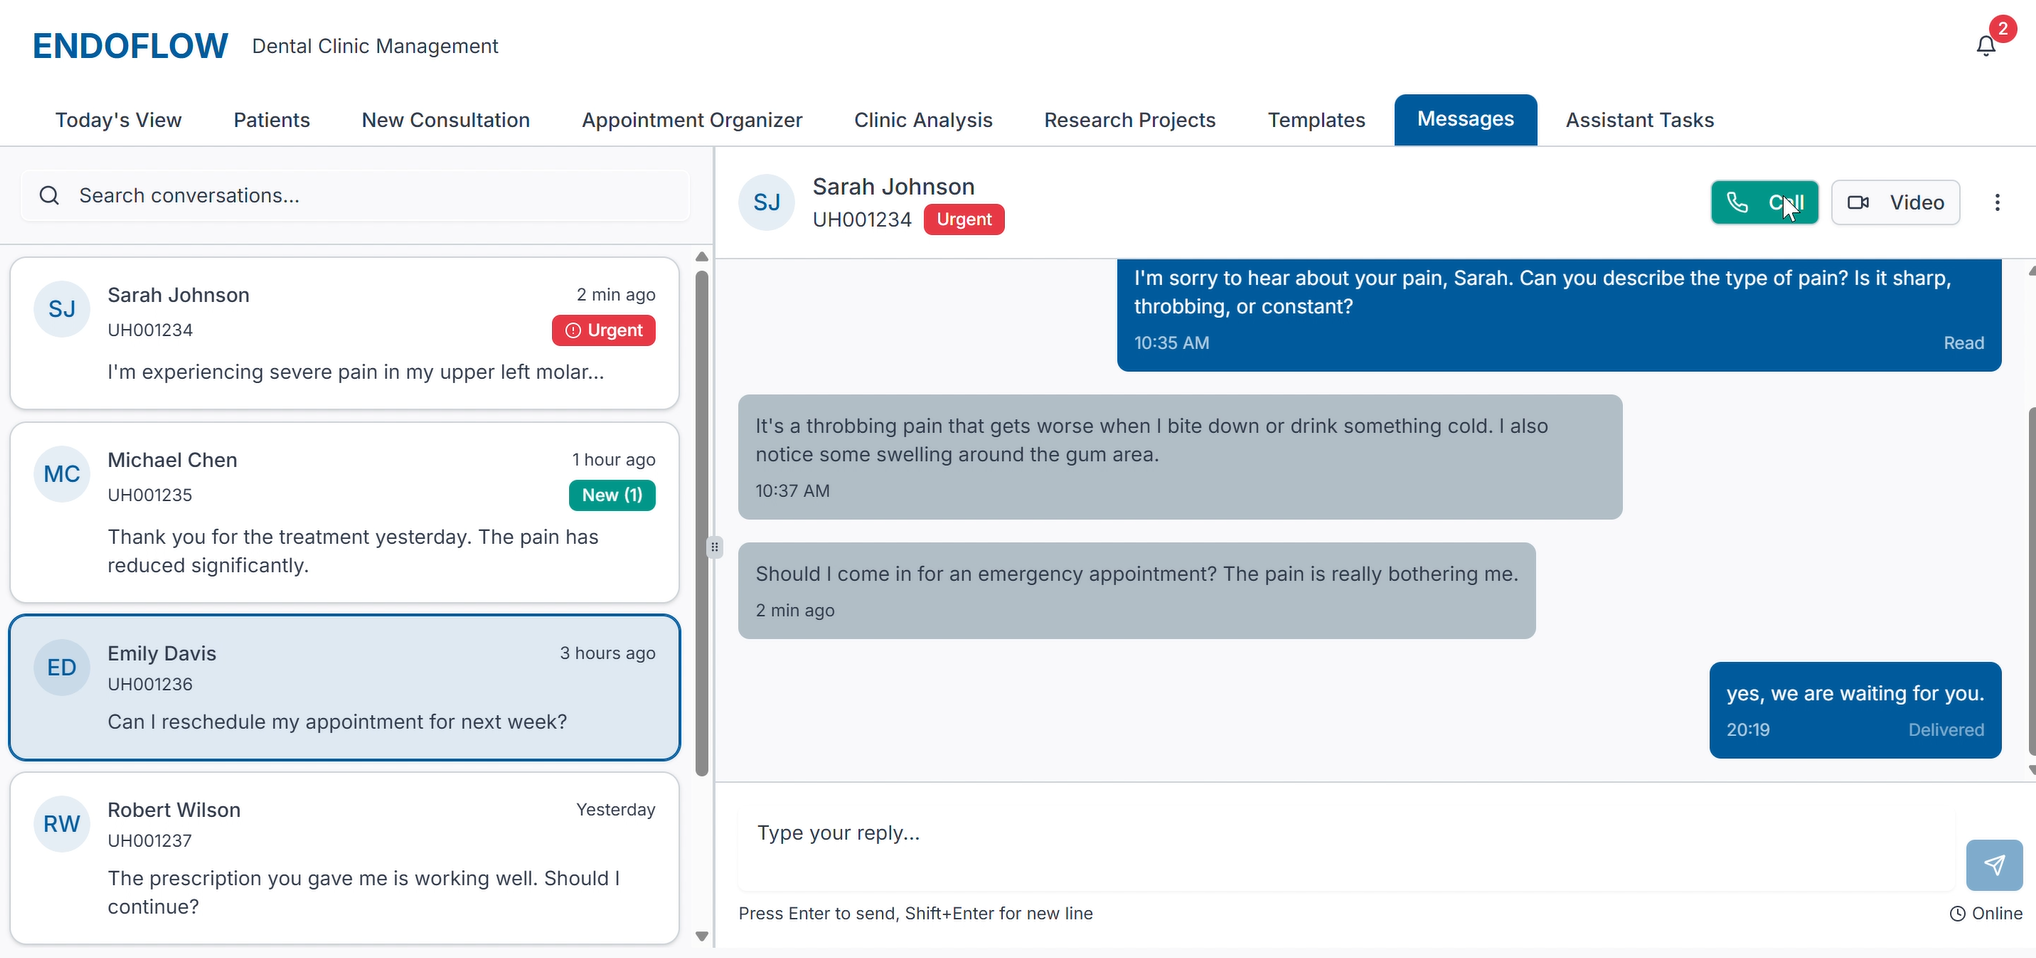 ENDOFLOW Dental Clinic Management
2
Today's View Patients New Consultation Appointment Organizer Clinic Analysis Research Projects Templates Messages Assistant Tasks
Search conversations...
SJ
Sarah Johnson
2 min ago
UH001234
Urgent
I'm experiencing severe pain in my upper left molar...
MC
Michael Chen
1 hour ago
UH001235
New (1)
Thank you for the treatment yesterday. The pain has
reduced significantly.
ED
Emily Davis
3 hours ago
UH001236
Can I reschedule my appointment for next week?
RW
Robert Wilson
Yesterday
UH001237
The prescription you gave me is working well. Should I
continue?
SJ
Sarah Johnson
UH001234 Urgent
Call
Video
I'm sorry to hear about your pain, Sarah. Can you describe the type of pain? Is it sharp,
throbbing, or constant?
10:35 AM Read
It's a throbbing pain that gets worse when I bite down or drink something cold. I also
notice some swelling around the gum area.
10:37 AM
Should I come in for an emergency appointment? The pain is really bothering me.
2 min ago
yes, we are waiting for you.
20:19 Delivered
Type your reply...
Press Enter to send, Shift+Enter for new line
Online